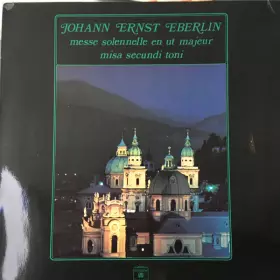 JOHANN ERNST EBERLIN
messe solennelle en ut majeur
misa secundi toni